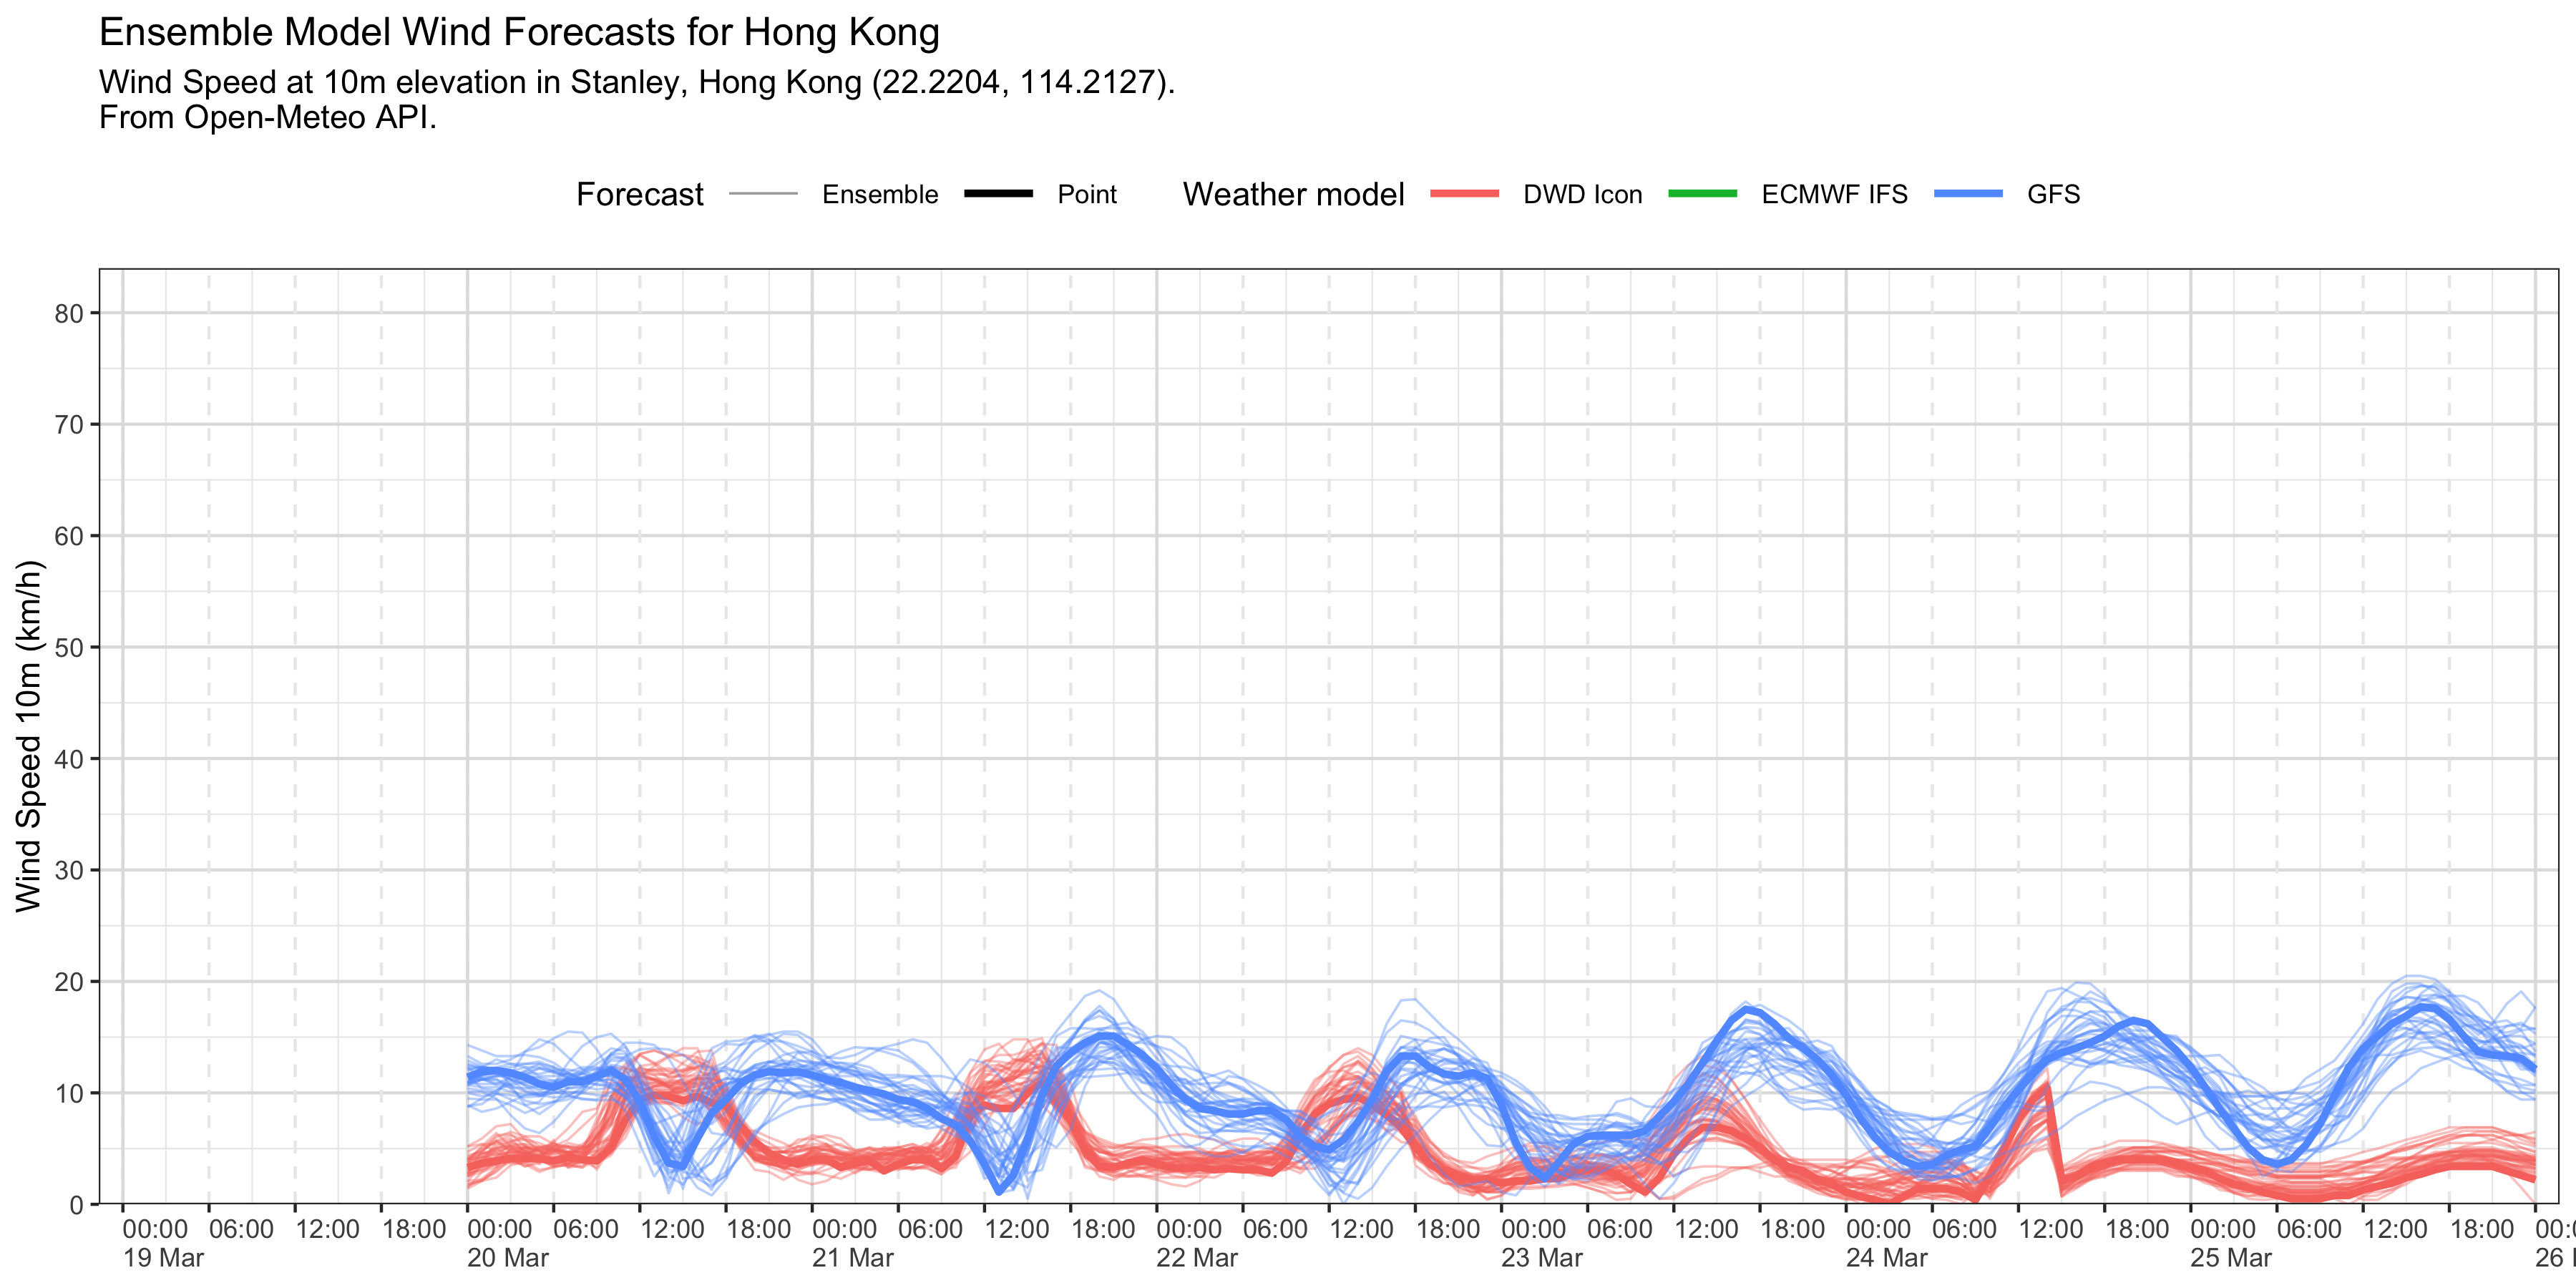 Ensemble Model Wind Forecasts for Hong Kong
Wind Speed at 10m elevation in Stanley, Hong Kong (22.2204, 114.2127).
From Open-Meteo API.
Forecast Ensemble Point Weather model DWD Icon ECMWF IFS GFS
Wind Speed 10m (km/h)
80
70
60
50
40
30
20
10
0
00:00 06:00 12:00 18:00 00:00 06:00 12:00 18:00 00:00 06:00 12:00 18:00 00:00 06:00 12:00 18:00 00:00 06:00 12:00 18:00 00:00 06:00 12:00 18:00 00:00 06:00 12:00 18:00 00:0
19 Mar 20 Mar 21 Mar 22 Mar 23 Mar 24 Mar 25 Mar 26